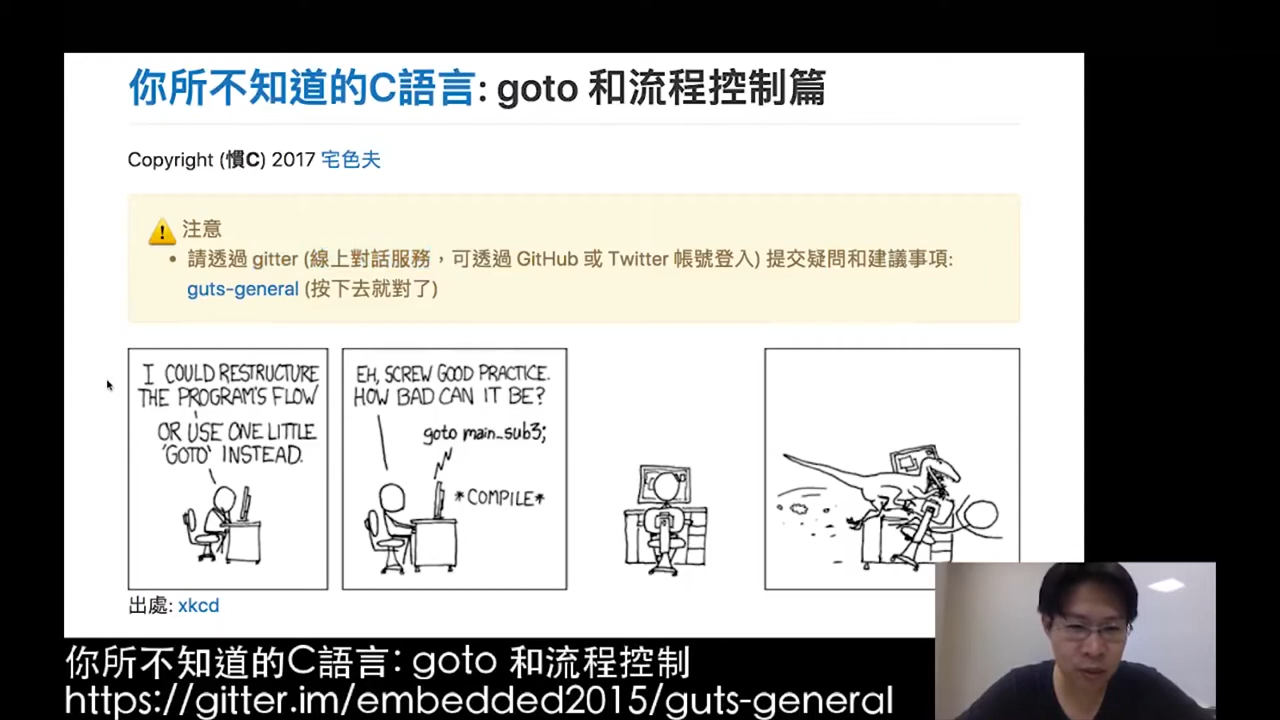 你所不知道的C語言: goto 和流程控制篇
Copyright (慣C) 2017 宅色夫
注意
請透過 gitter (線上對話服務，可透過 GitHub 或 Twitter 帳號登入) 提交疑問和建議事項:
guts-general (按下去就對了)
I COULD RESTRUCTURE
THE PROGRAM'S FLOW
OR USE ONE LITTLE
'GOTO' INSTEAD.
EH, SCREW GOOD PRACTICE.
HOW BAD CAN IT BE?
goto main_sub3;
*COMPILE*
出處: xkcd
你所不知道的C語言: goto 和流程控制
https://gitter.im/embedded2015/guts-general